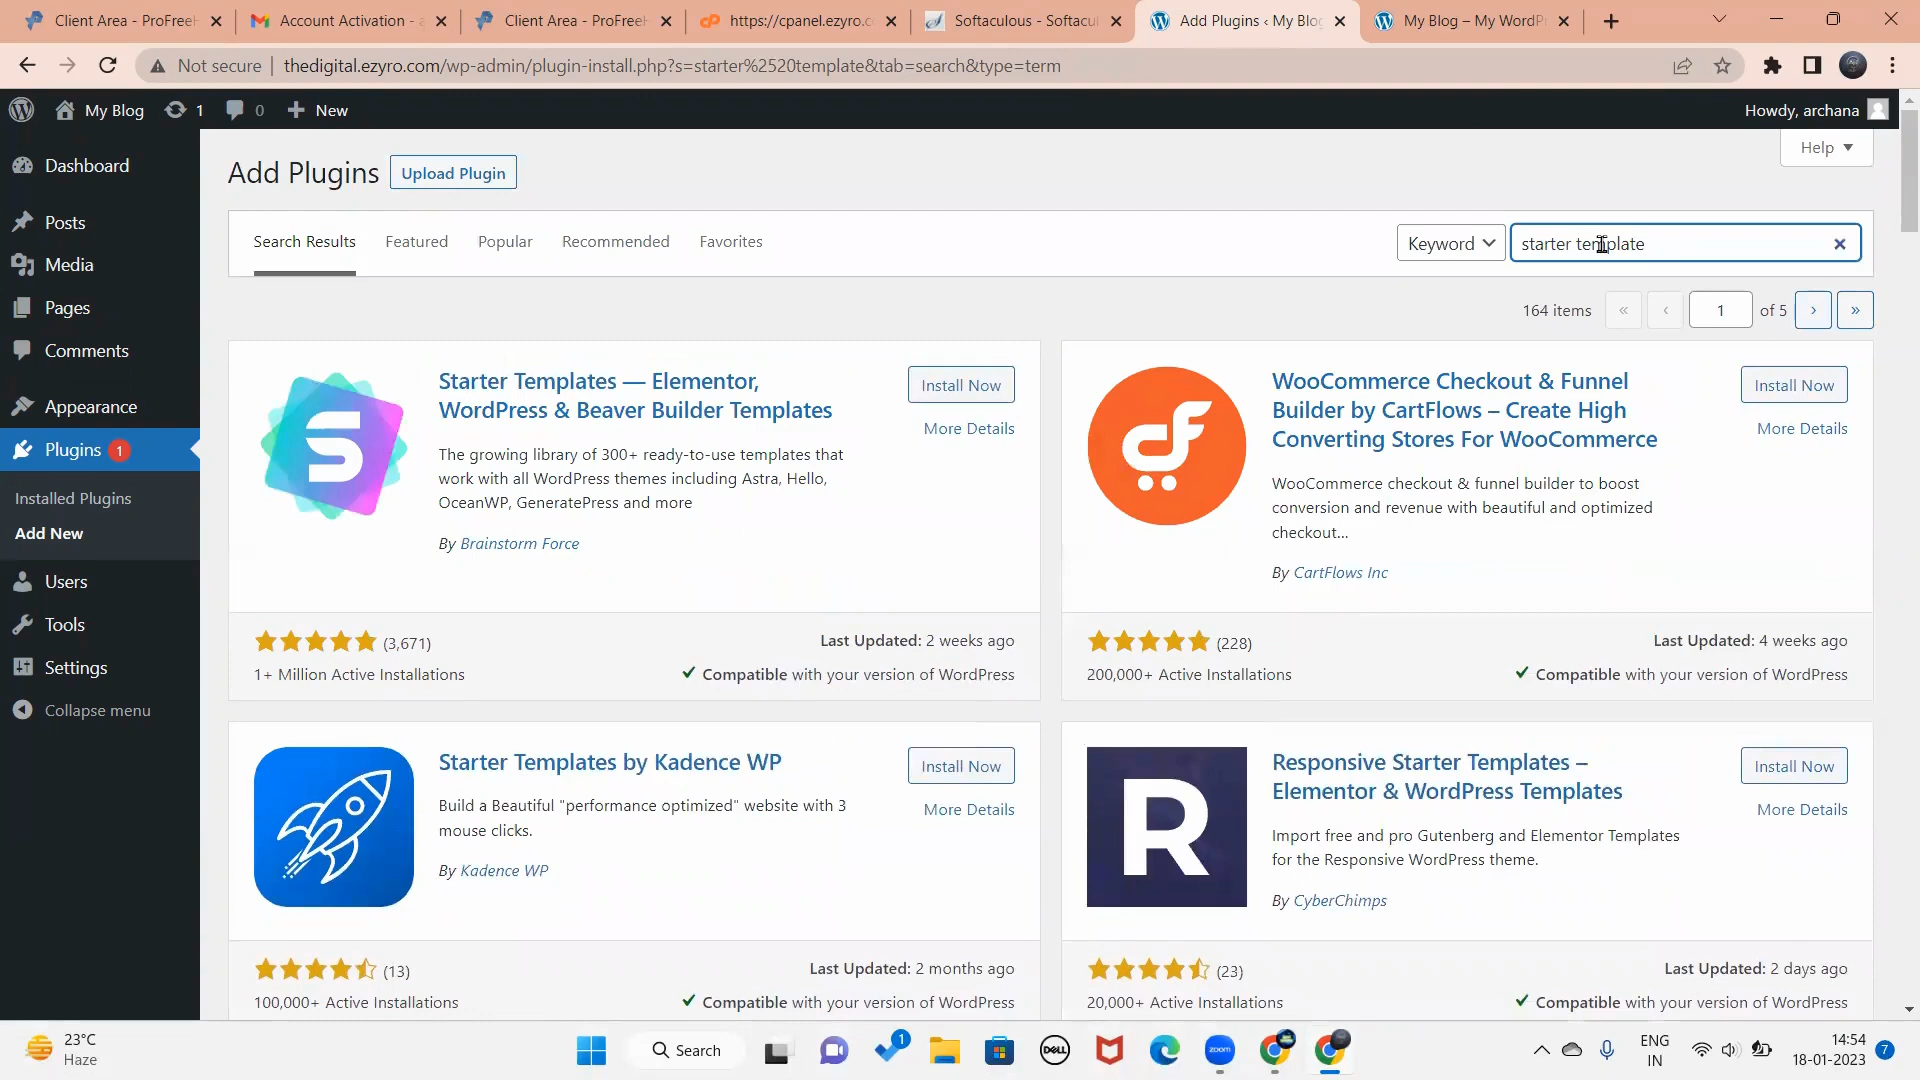 Client Area - ProFreeH
Account Activation -
Client Area - ProFreeH
https://cpanel.ezyro.c
Softaculous - Softacul
Add Plugins ‹ My Blog
My Blog – My WordP
Not secure
thedigital.ezyro.com/wp-admin/plugin-install.php?s=starter%2520template&tab=search&type=term
My Blog
1
0
New
Howdy, archana
Dashboard
Posts
Media
Pages
Comments
Appearance
Plugins 1
Installed Plugins
Add New
Users
Tools
Settings
Collapse menu
Help
Add Plugins
Upload Plugin
Search Results
Featured
Popular
Recommended
Favorites
Keyword
starter template
164 items
«
‹
1
of 5
›
»
Starter Templates — Elementor,
WordPress & Beaver Builder Templates
Install Now
More Details
The growing library of 300+ ready-to-use templates that
work with all WordPress themes including Astra, Hello,
OceanWP, GeneratePress and more
By Brainstorm Force
(3,671)
1+ Million Active Installations
Last Updated: 2 weeks ago
Compatible with your version of WordPress
WooCommerce Checkout & Funnel
Builder by CartFlows – Create High
Converting Stores For WooCommerce
Install Now
More Details
WooCommerce checkout & funnel builder to boost
conversion and revenue with beautiful and optimized
checkout...
By CartFlows Inc
(228)
200,000+ Active Installations
Last Updated: 4 weeks ago
Compatible with your version of WordPress
Starter Templates by Kadence WP
Install Now
More Details
Build a Beautiful "performance optimized" website with 3
mouse clicks.
By Kadence WP
(13)
100,000+ Active Installations
Last Updated: 2 months ago
Compatible with your version of WordPress
R
Responsive Starter Templates –
Elementor & WordPress Templates
Install Now
More Details
Import free and pro Gutenberg and Elementor Templates
for the Responsive WordPress theme.
By CyberChimps
(23)
20,000+ Active Installations
Last Updated: 2 days ago
Compatible with your version of WordPress
23°C
Haze
Search
1
DELL
zoom
ENG
IN
14:54
18-01-2023
7